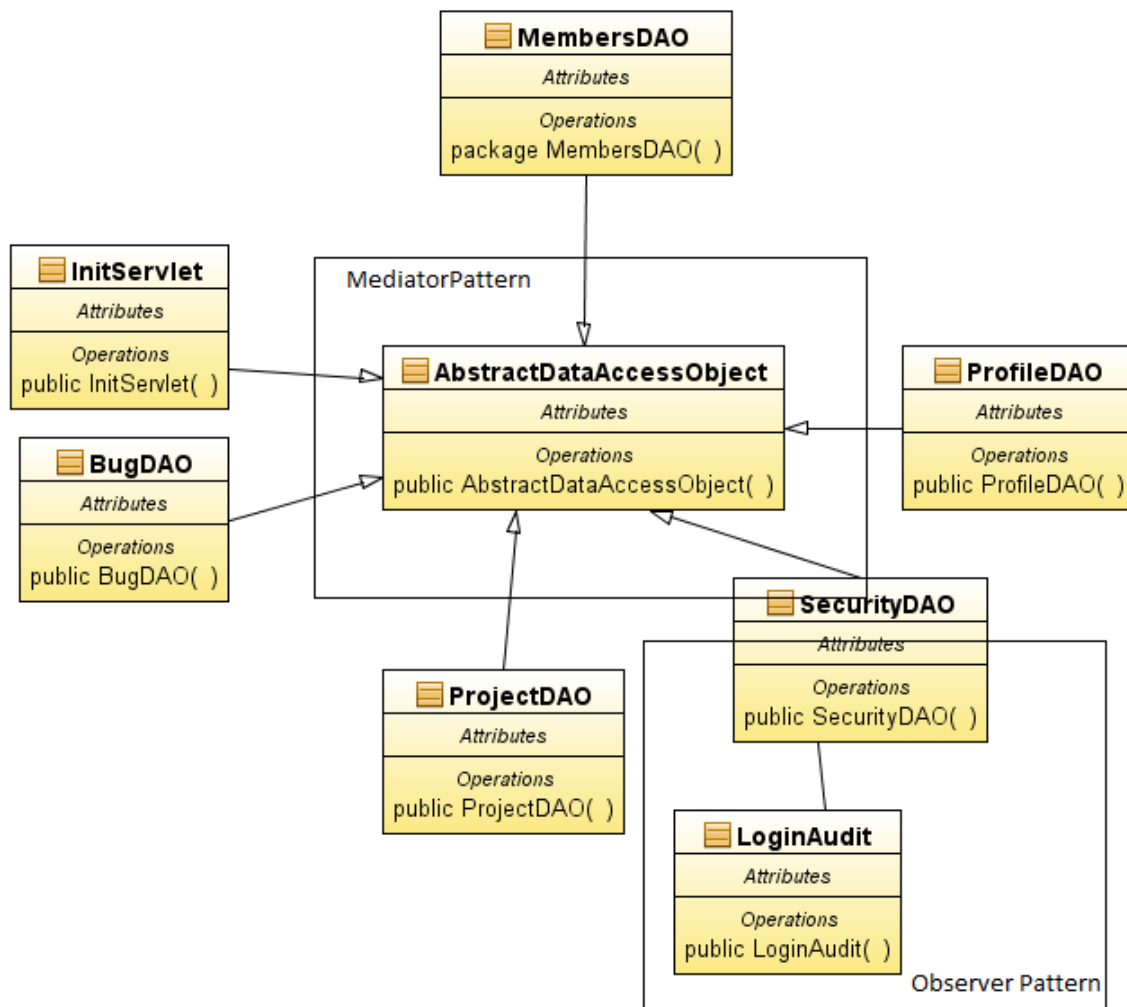 MembersDAO
Attributes
Operations
package MembersDAO( )
InitServlet
Attributes
Operations
public InitServlet( )
MediatorPattern
AbstractDataAccessObject
Attributes
Operations
public AbstractDataAccessObject( )
ProfileDAO
Attributes
Operations
public ProfileDAO( )
BugDAO
Attributes
Operations
public BugDAO( )
SecurityDAO
Attributes
Operations
public SecurityDAO( )
ProjectDAO
Attributes
Operations
public ProjectDAO( )
LoginAudit
Attributes
Operations
public LoginAudit( )
Observer Pattern